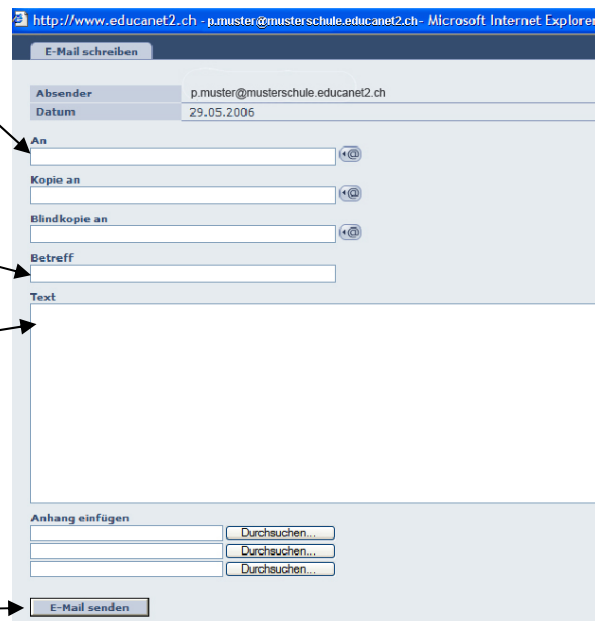 http://www.educanet2.ch - p.muster@musterschule.educanet2.ch- Microsoft Internet Explorer
E-Mail schreiben
Absender p.muster@musterschule.educanet2.ch
Datum 29.05.2006
An
Kopie an
Blindkopie an
Betreff
Text
Anhang einfügen
Durchsuchen...
Durchsuchen...
Durchsuchen...
E-Mail senden